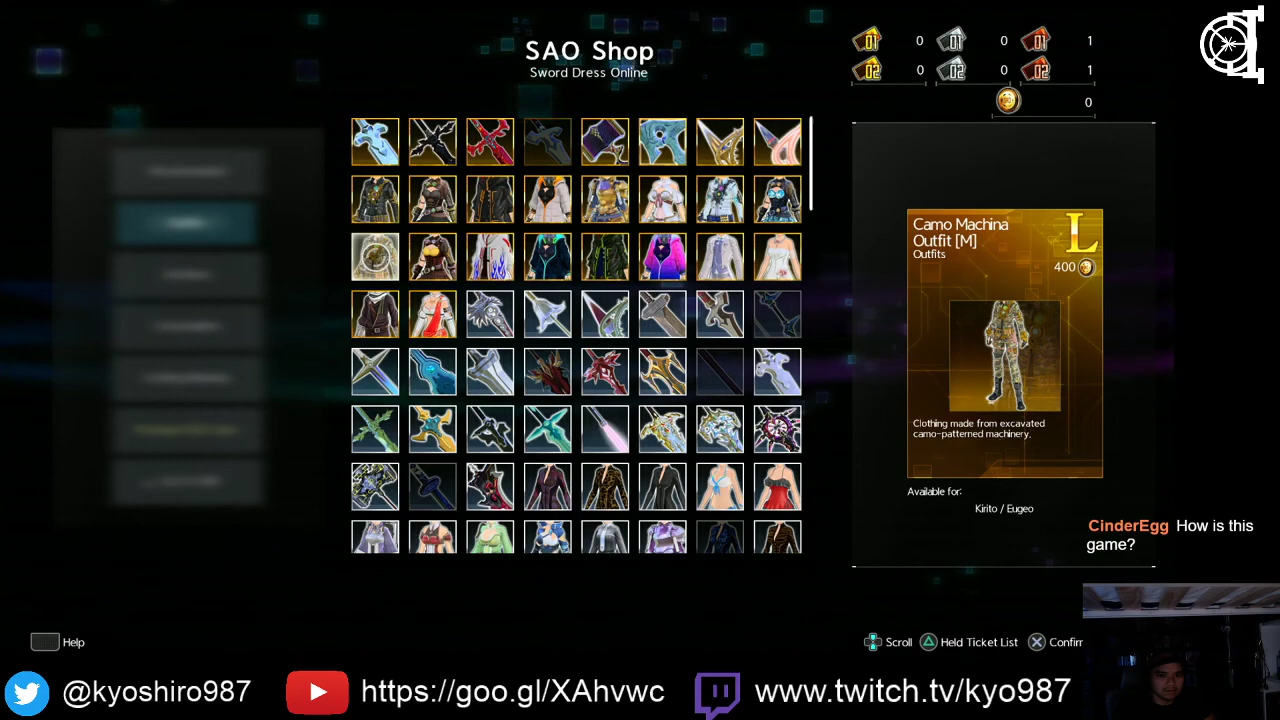 SAO Shop
Sword Dress Online
01 0 01 0 01 1
02 0 02 0 02 1
0
Camo Machina
Outfit [M]
Outfits
L
400
Clothing made from excavated
camo-patterned machinery.
Available for:
Kirito / Eugeo
CinderEgg How is this
game?
Help
Scroll
Held Ticket List
Confirm
@kyoshiro987
https://goo.gl/XAhvwc
www.twitch.tv/kyo987